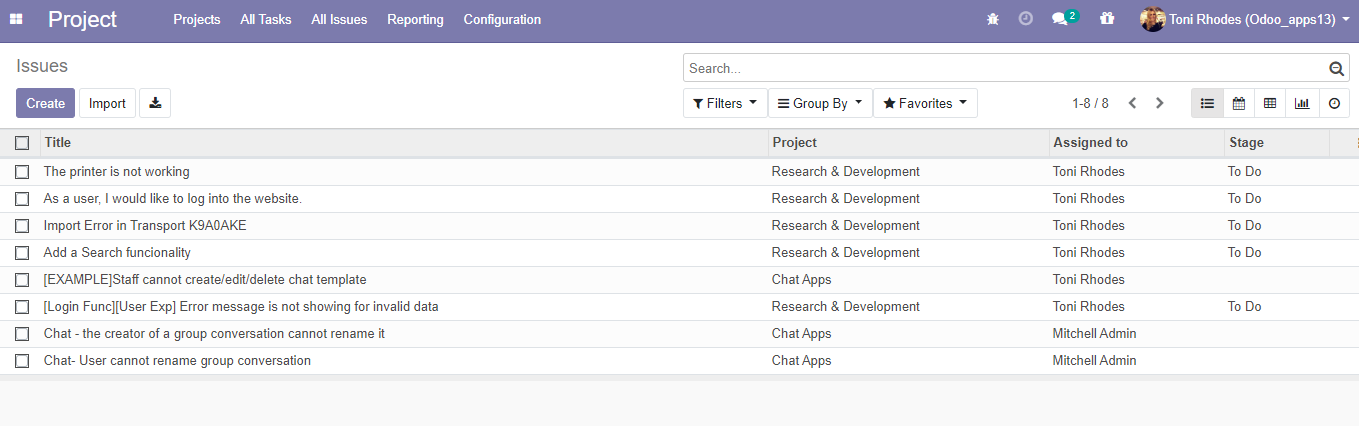 Project Projects All Tasks All Issues Reporting Configuration 2 Toni Rhodes (Odoo_apps13)
Issues Search...
Create Import Filters Group By Favorites 1-8 / 8
Title Project Assigned to Stage
The printer is not working Research & Development Toni Rhodes To Do
As a user, I would like to log into the website. Research & Development Toni Rhodes To Do
Import Error in Transport K9A0AKE Research & Development Toni Rhodes To Do
Add a Search funcionality Research & Development Toni Rhodes To Do
[EXAMPLE]Staff cannot create/edit/delete chat template Chat Apps Toni Rhodes
[Login Func][User Exp] Error message is not showing for invalid data Research & Development Toni Rhodes To Do
Chat - the creator of a group conversation cannot rename it Chat Apps Mitchell Admin
Chat- User cannot rename group conversation Chat Apps Mitchell Admin